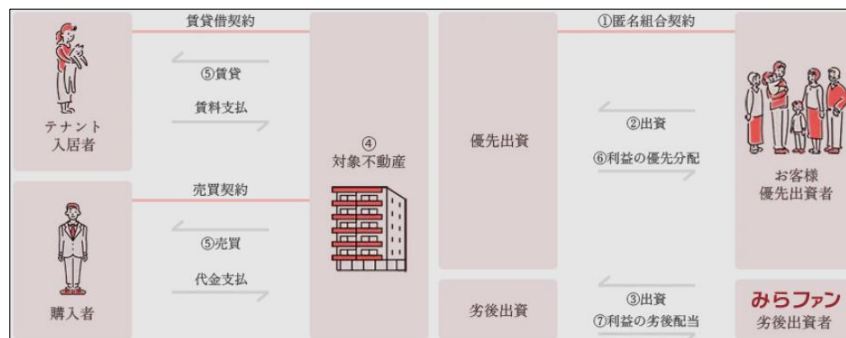 賃貸借契約
⑤賃貸
賃料支払
テナント
入居者
売買契約
⑤売買
代金支払
購入者
④
対象不動産
優先出資
劣後出資
①匿名組合契約
②出資
⑥利益の優先分配
お客様
優先出資者
③出資
⑦利益の劣後配当
みらファン
劣後出資者